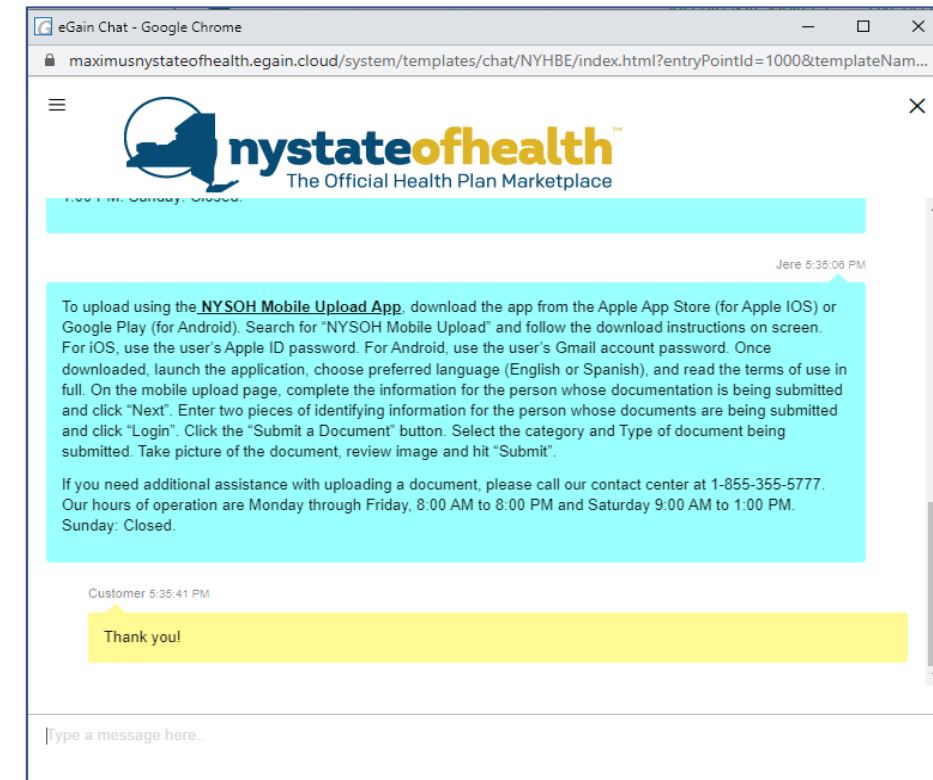 eGain Chat - Google Chrome
maximusnystateofhealth.egain.cloud/system/templates/chat/NYHBE/index.html?entryPointId=1000&templateNam...
nystateofhealth™
The Official Health Plan Marketplace
1:00 PM. Sunday: Closed.
Jere 5:35:06 PM
To upload using the NYSOH Mobile Upload App, download the app from the Apple App Store (for Apple IOS) or
Google Play (for Android). Search for “NYSOH Mobile Upload” and follow the download instructions on screen.
For iOS, use the user’s Apple ID password. For Android, use the user’s Gmail account password. Once
downloaded, launch the application, choose preferred language (English or Spanish), and read the terms of use in
full. On the mobile upload page, complete the information for the person whose documentation is being submitted
and click “Next”. Enter two pieces of identifying information for the person whose documents are being submitted
and click “Login”. Click the “Submit a Document” button. Select the category and Type of document being
submitted. Take picture of the document, review image and hit “Submit”.
If you need additional assistance with uploading a document, please call our contact center at 1-855-355-5777.
Our hours of operation are Monday through Friday, 8:00 AM to 8:00 PM and Saturday 9:00 AM to 1:00 PM.
Sunday: Closed.
Customer 5:35:41 PM
Thank you!
Type a message here..